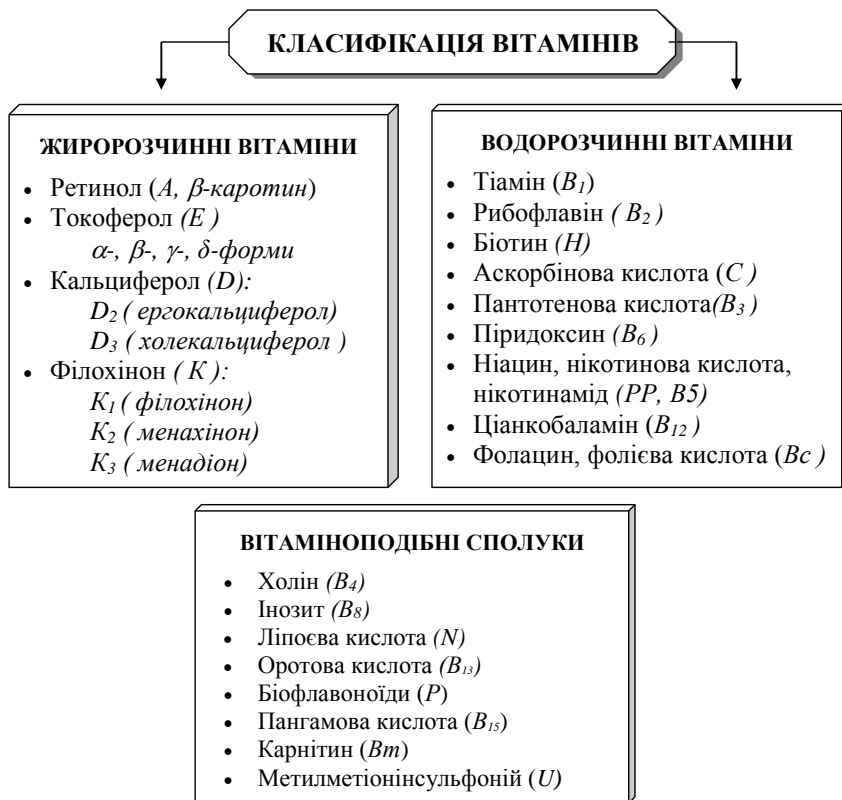 КЛАСИФІКАЦІЯ ВІТАМІНІВ
ЖИРОРОЗЧИННІ ВІТАМІНИ
• Ретинол (A, β-каротин)
• Токоферол (E )
α-, β-, γ-, δ-форми
• Кальциферол (D):
D2 ( ергокальциферол)
D3 ( холекальциферол )
• Філохінон ( K ):
K1 ( філохінон)
K2 ( менахінон)
K3 ( менадіон)
ВОДОРОЗЧИННІ ВІТАМІНИ
• Тіамін (B1)
• Рибофлавін ( B2 )
• Біотин (H)
• Аскорбінова кислота (C )
• Пантотенова кислота(B3 )
• Піридоксин (B6)
• Ніацин, нікотинова кислота,
нікотинамід (PP, B5)
• Ціанкобаламін (B12 )
• Фолацин, фолієва кислота (Bc )
ВІТАМІНОПОДІБНІ СПОЛУКИ
• Холін (B4)
• Інозит (B8)
• Ліпоєва кислота (N)
• Оротова кислота (B13)
• Біофлавоноїди (P)
• Пангамова кислота (B15)
• Карнітин (Bт)
• Метилметіонінсульфоній (U)